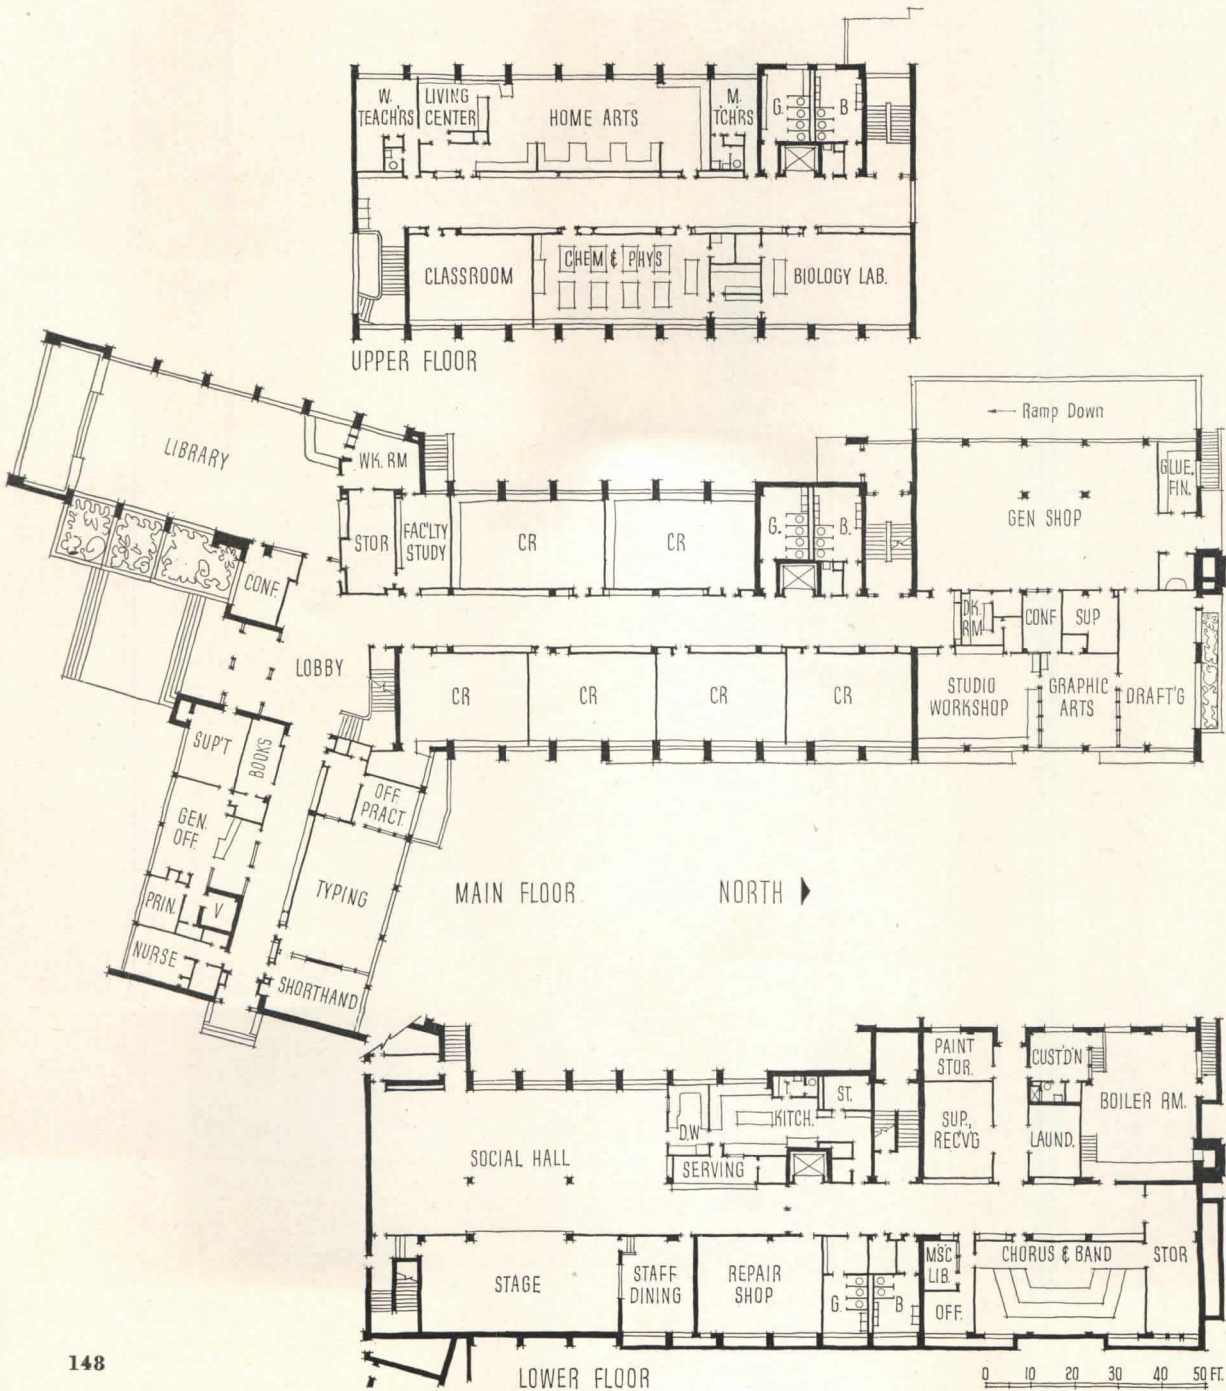 W.
TEACH'RS
LIVING
CENTER
HOME ARTS
M.
TCH'RS
G.
B
CLASSROOM
CHEM & PHYS
BIOLOGY LAB.
UPPER FLOOR
← Ramp Down
LIBRARY
WK. RM
GLUE.
FIN.
GEN SHOP
STOR
FAC'LTY
STUDY
CR
CR
G.
B.
CONF.
DK.
RM
CONF
SUP
LOBBY
CR
CR
CR
CR
STUDIO
WORKSHOP
GRAPHIC
ARTS
DRAFT'G
SUP'T
BOOKS
OFF.
PRACT.
GEN.
OFF.
TYPING
PRIN.
V
NURSE
SHORTHAND
MAIN FLOOR
NORTH
PAINT
STOR.
CUST'D'N
BOILER RM.
ST.
KITCH.
D.W
SUP.,
REC'V'G
LAUND.
SOCIAL HALL
SERVING
STAGE
STAFF
DINING
REPAIR
SHOP
G.
B
MSC
LIB.
OFF.
CHORUS & BAND
STOR
148
LOWER FLOOR
0 10 20 30 40 50 FT.